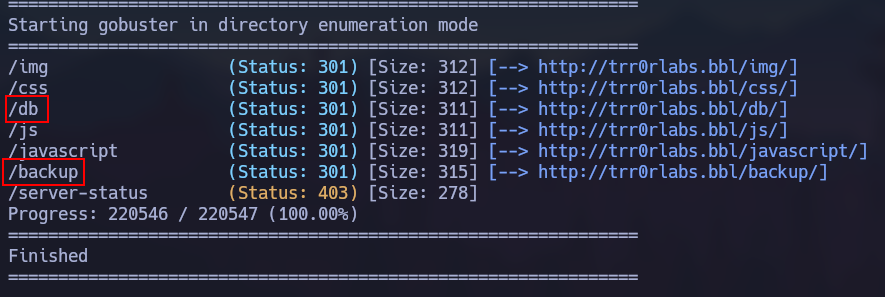 ===============================================================
Starting gobuster in directory enumeration mode
===============================================================
/img                  (Status: 301) [Size: 312] [--> http://trr0rlabs.bbl/img/]
/css                  (Status: 301) [Size: 312] [--> http://trr0rlabs.bbl/css/]
/db                   (Status: 301) [Size: 311] [--> http://trr0rlabs.bbl/db/]
/js                   (Status: 301) [Size: 311] [--> http://trr0rlabs.bbl/js/]
/javascript           (Status: 301) [Size: 319] [--> http://trr0rlabs.bbl/javascript/]
/backup               (Status: 301) [Size: 315] [--> http://trr0rlabs.bbl/backup/]
/server-status        (Status: 403) [Size: 278]
Progress: 220546 / 220547 (100.00%)
===============================================================
Finished
===============================================================